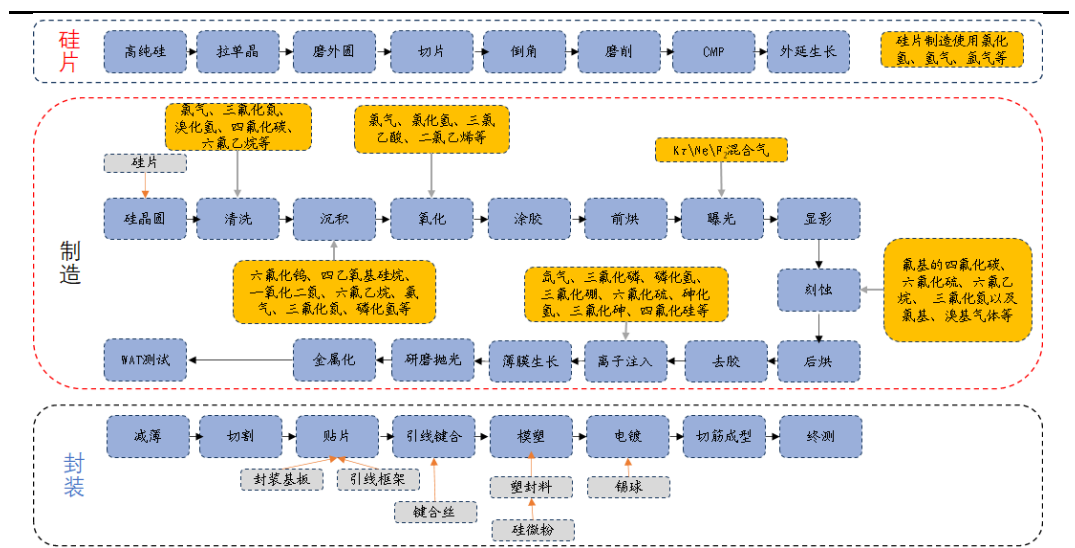 硅片
高纯硅
拉单晶
磨外圆
切片
倒角
磨削
CMP
外延生长
硅片制造使用氯化
氢、氢气、氩气等
制造
氯气、三氟化氮、
溴化氢、四氟化碳、
六氟乙烷等
氯气、氯化氢、三氯
乙酸、二氯乙烯等
Kr\Ne\F2混合气
硅片
硅晶圆
清洗
沉积
氧化
涂胶
前烘
曝光
显影
六氟化钨、四乙氧基硅烷、
一氧化二氮、六氟乙烷、氯
气、三氟化氮、磷化氢等
氙气、三氟化磷、磷化氢、
三氟化硼、六氟化硫、砷化
氢、三氟化砷、四氟化硅等
刻蚀
氟基的四氟化碳、
六氟化硫、六氟乙
烷、 三氟化氮以及
氯基、溴基气体等
WAT测试
金属化
研磨抛光
薄膜生长
离子注入
去胶
后烘
封装
减薄
切割
贴片
引线键合
模塑
电镀
切筋成型
终测
封装基板
引线框架
键合丝
塑封料
硅微粉
锡球